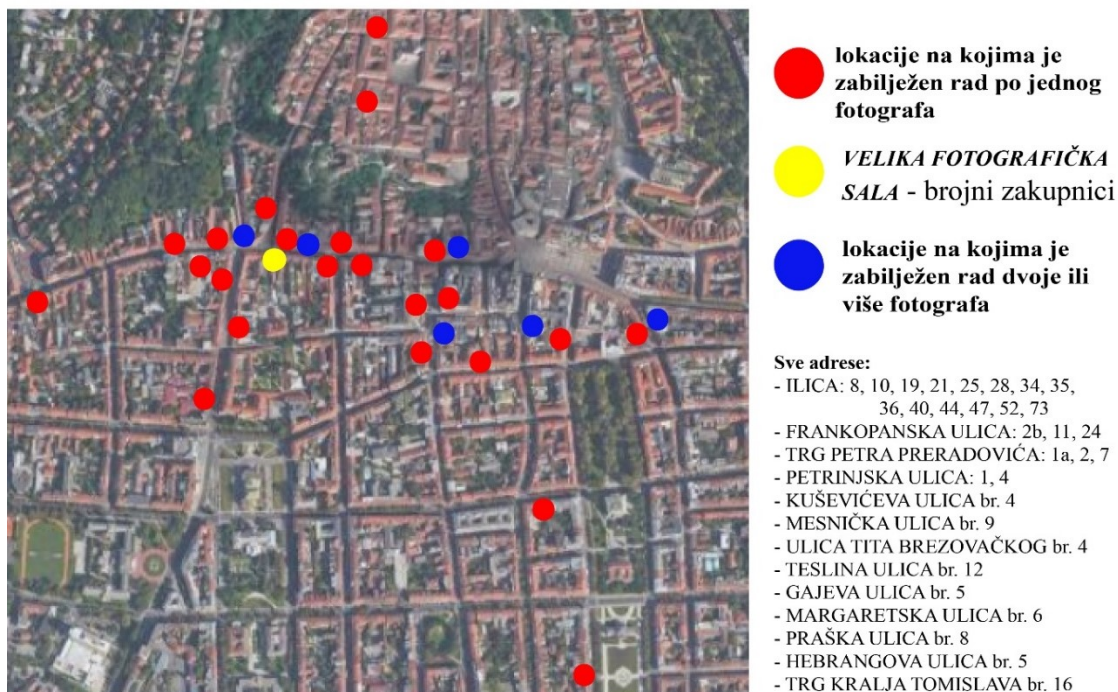 lokacije na kojima je
zabilježen rad po jednog
fotografa
VELIKA FOTOGRAFIČKA
SALA - brojni zakupnici
lokacije na kojima je
zabilježen rad dvoje ili
više fotografa
Sve adrese:
- ILICA: 8, 10, 19, 21, 25, 28, 34, 35,
36, 40, 44, 47, 52, 73
- FRANKOPANSKA ULICA: 2b, 11, 24
- TRG PETRA PRERADOVIĆA: 1a, 2, 7
- PETRINJSKA ULICA: 1, 4
- KUŠEVIĆEVA ULICA br. 4
- MESNIČKA ULICA br. 9
- ULICA TITA BREZOVAČKOG br. 4
- TESLINA ULICA br. 12
- GAJEVA ULICA br. 5
- MARGARETSKA ULICA br. 6
- PRAŠKA ULICA br. 8
- HEBRANGOVA ULICA br. 5
- TRG KRALJA TOMISLAVA br. 16